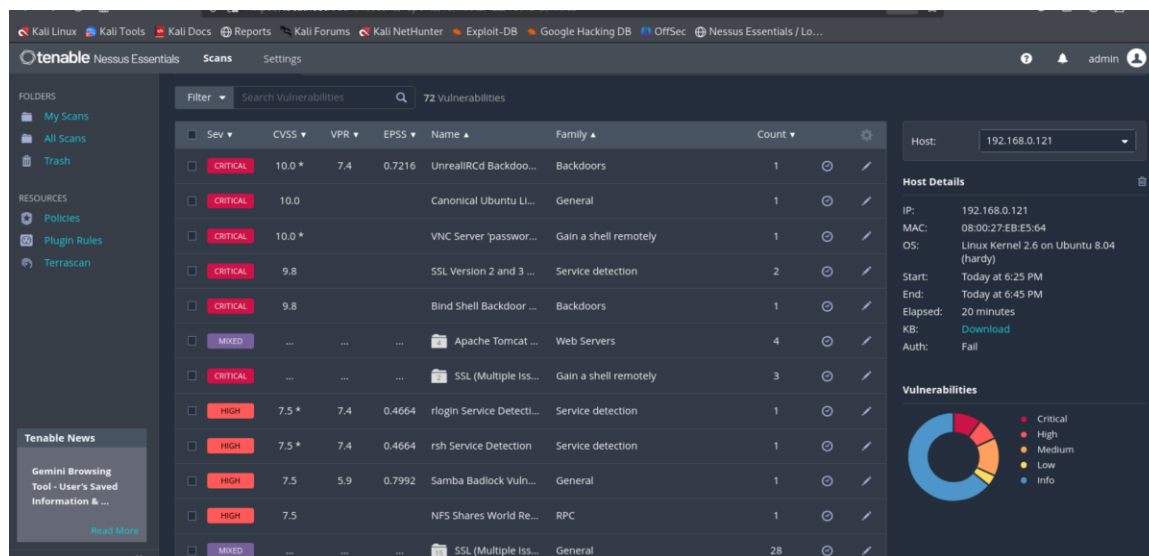 Kali Linux Kali Tools Kali Docs Reports Kali Forums Kali NetHunter Exploit-DB Google Hacking DB OffSec Nessus Essentials / Lo...
tenable Nessus Essentials Scans Settings admin
FOLDERS
My Scans
All Scans
Trash
RESOURCES
Policies
Plugin Rules
Terrascan
Tenable News
Gemini Browsing
Tool - User's Saved
Information & ...
Read More
Filter Search Vulnerabilities 72 Vulnerabilities
Sev CVSS VPR EPSS Name Family Count
CRITICAL 10.0 * 7.4 0.7216 UnrealIRCd Backdoo... Backdoors 1
CRITICAL 10.0 Canonical Ubuntu Li... General 1
CRITICAL 10.0 * VNC Server 'passwor... Gain a shell remotely 1
CRITICAL 9.8 SSL Version 2 and 3 ... Service detection 2
CRITICAL 9.8 Bind Shell Backdoor ... Backdoors 1
MIXED ... ... ... 4 Apache Tomcat ... Web Servers 4
CRITICAL ... ... ... 2 SSL (Multiple Iss... Gain a shell remotely 3
HIGH 7.5 * 7.4 0.4664 rlogin Service Detecti... Service detection 1
HIGH 7.5 * 7.4 0.4664 rsh Service Detection Service detection 1
HIGH 7.5 5.9 0.7992 Samba Badlock Vuln... General 1
HIGH 7.5 NFS Shares World Re... RPC 1
MIXED ... ... ... 15 SSL (Multiple Iss... General 28
Host: 192.168.0.121
Host Details
IP: 192.168.0.121
MAC: 08:00:27:EB:E5:64
OS: Linux Kernel 2.6 on Ubuntu 8.04
(hardy)
Start: Today at 6:25 PM
End: Today at 6:45 PM
Elapsed: 20 minutes
KB: Download
Auth: Fail
Vulnerabilities
Critical
High
Medium
Low
Info